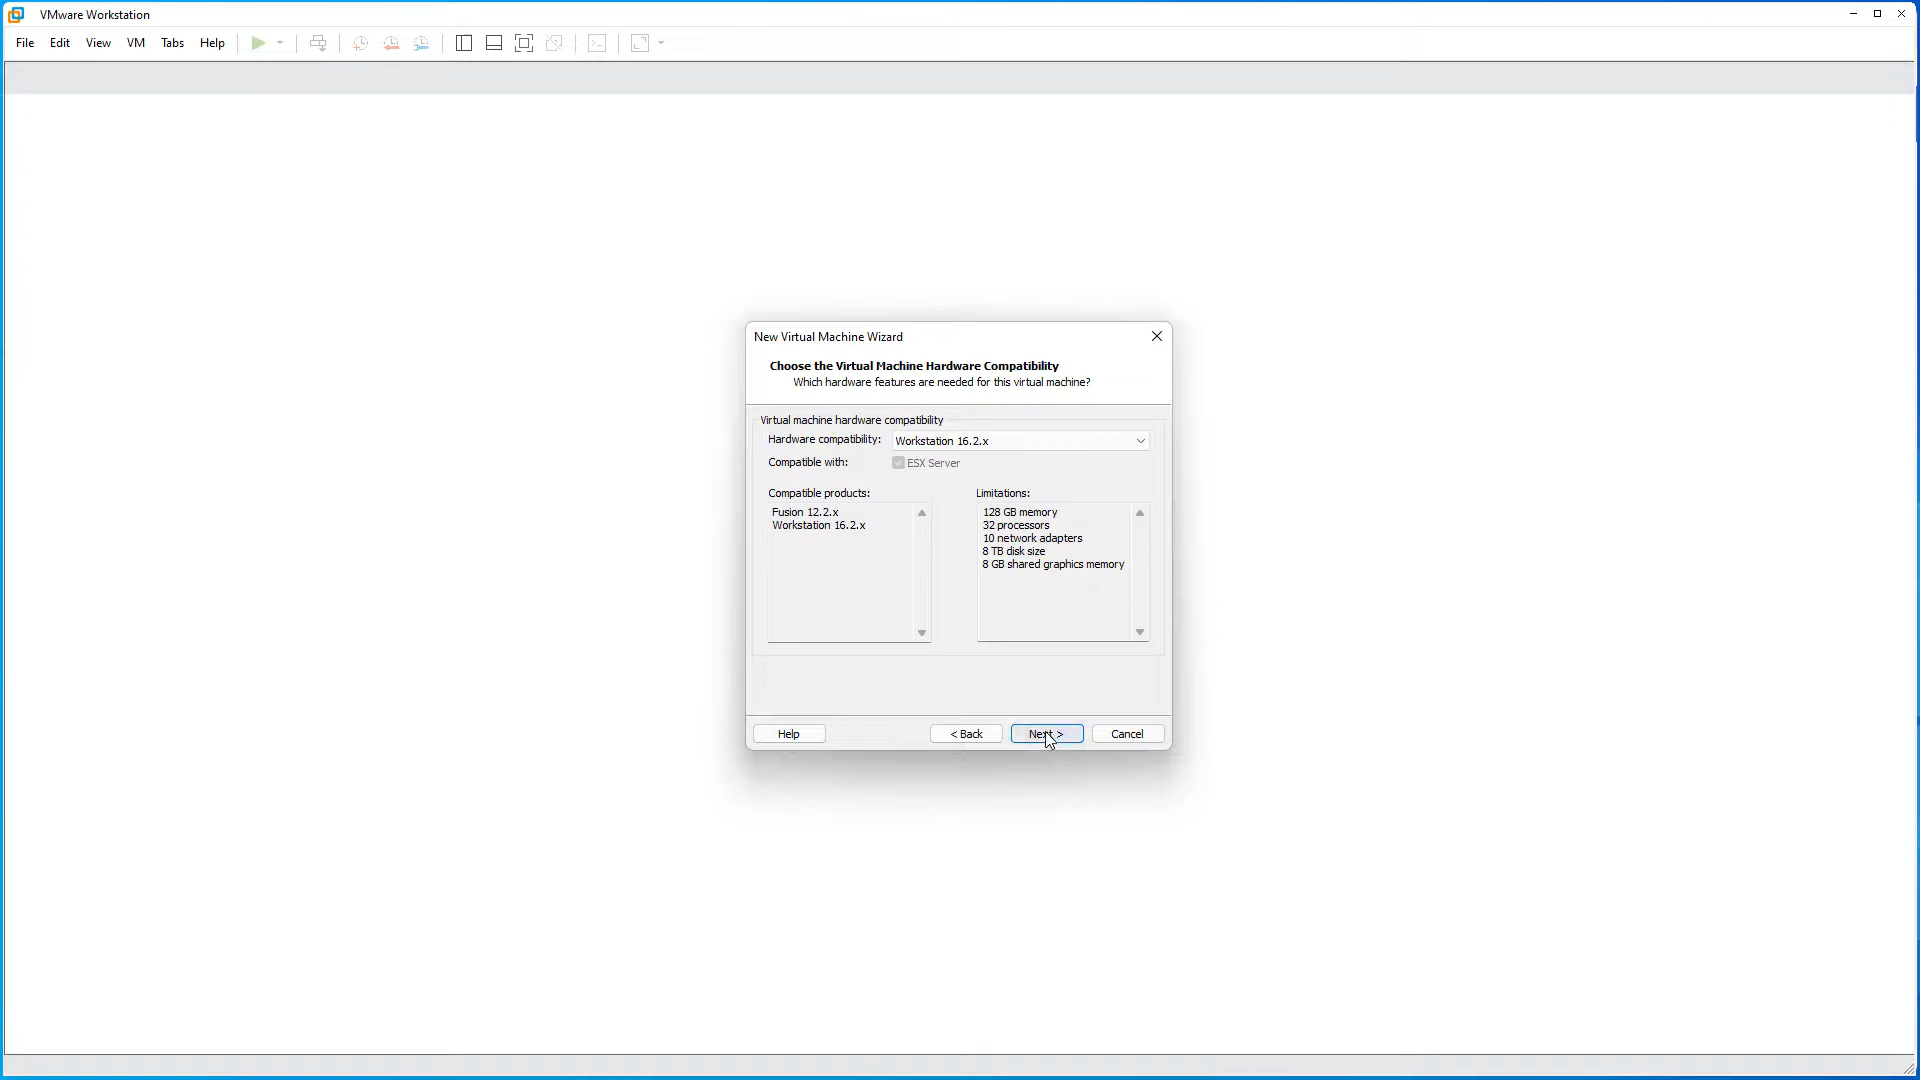 VMware Workstation
File Edit View VM Tabs Help
New Virtual Machine Wizard
Choose the Virtual Machine Hardware Compatibility
Which hardware features are needed for this virtual machine?
Virtual machine hardware compatibility
Hardware compatibility: Workstation 16.2.x
Compatible with: ESX Server
Compatible products:
Fusion 12.2.x
Workstation 16.2.x
Limitations:
128 GB memory
32 processors
10 network adapters
8 TB disk size
8 GB shared graphics memory
Help < Back Next > Cancel